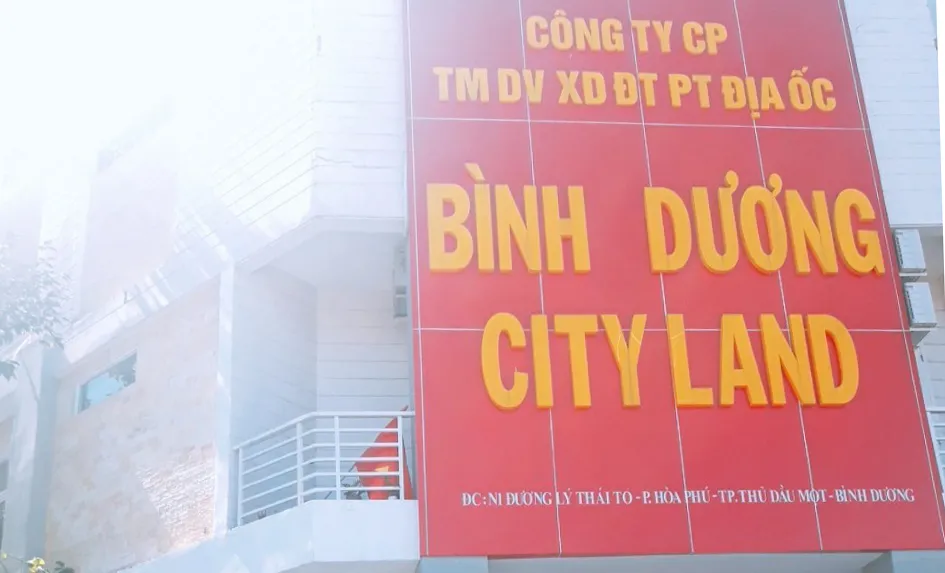 CÔNG TY CP
TM DV XD ĐT PT ĐỊA ỐC
BÌNH DƯƠNG
CITY LAND
ĐC : N1 ĐƯỜNG LÝ THÁI TỔ - P. HÒA PHÚ - TP. THỦ DẦU MỘT - BÌNH DƯƠNG